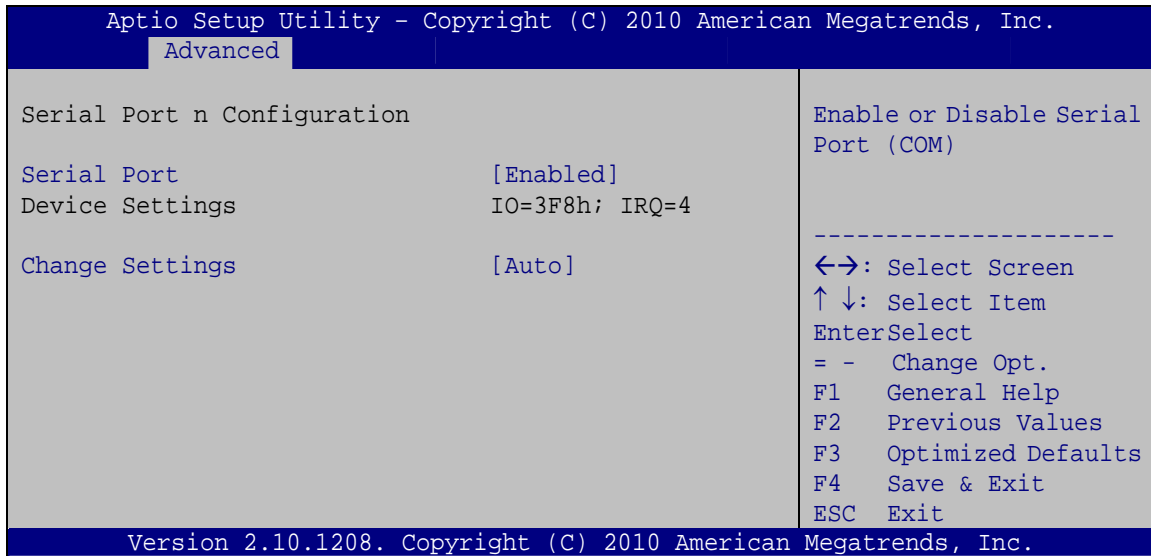 Aptio Setup Utility – Copyright (C) 2010 American Megatrends, Inc.
Advanced
Serial Port n Configuration
Serial Port [Enabled]
Device Settings IO=3F8h; IRQ=4
Change Settings [Auto]
Enable or Disable Serial
Port (COM)
---------------------
←→: Select Screen
↑ ↓: Select Item
EnterSelect
= - Change Opt.
F1 General Help
F2 Previous Values
F3 Optimized Defaults
F4 Save & Exit
ESC Exit
Version 2.10.1208. Copyright (C) 2010 American Megatrends, Inc.